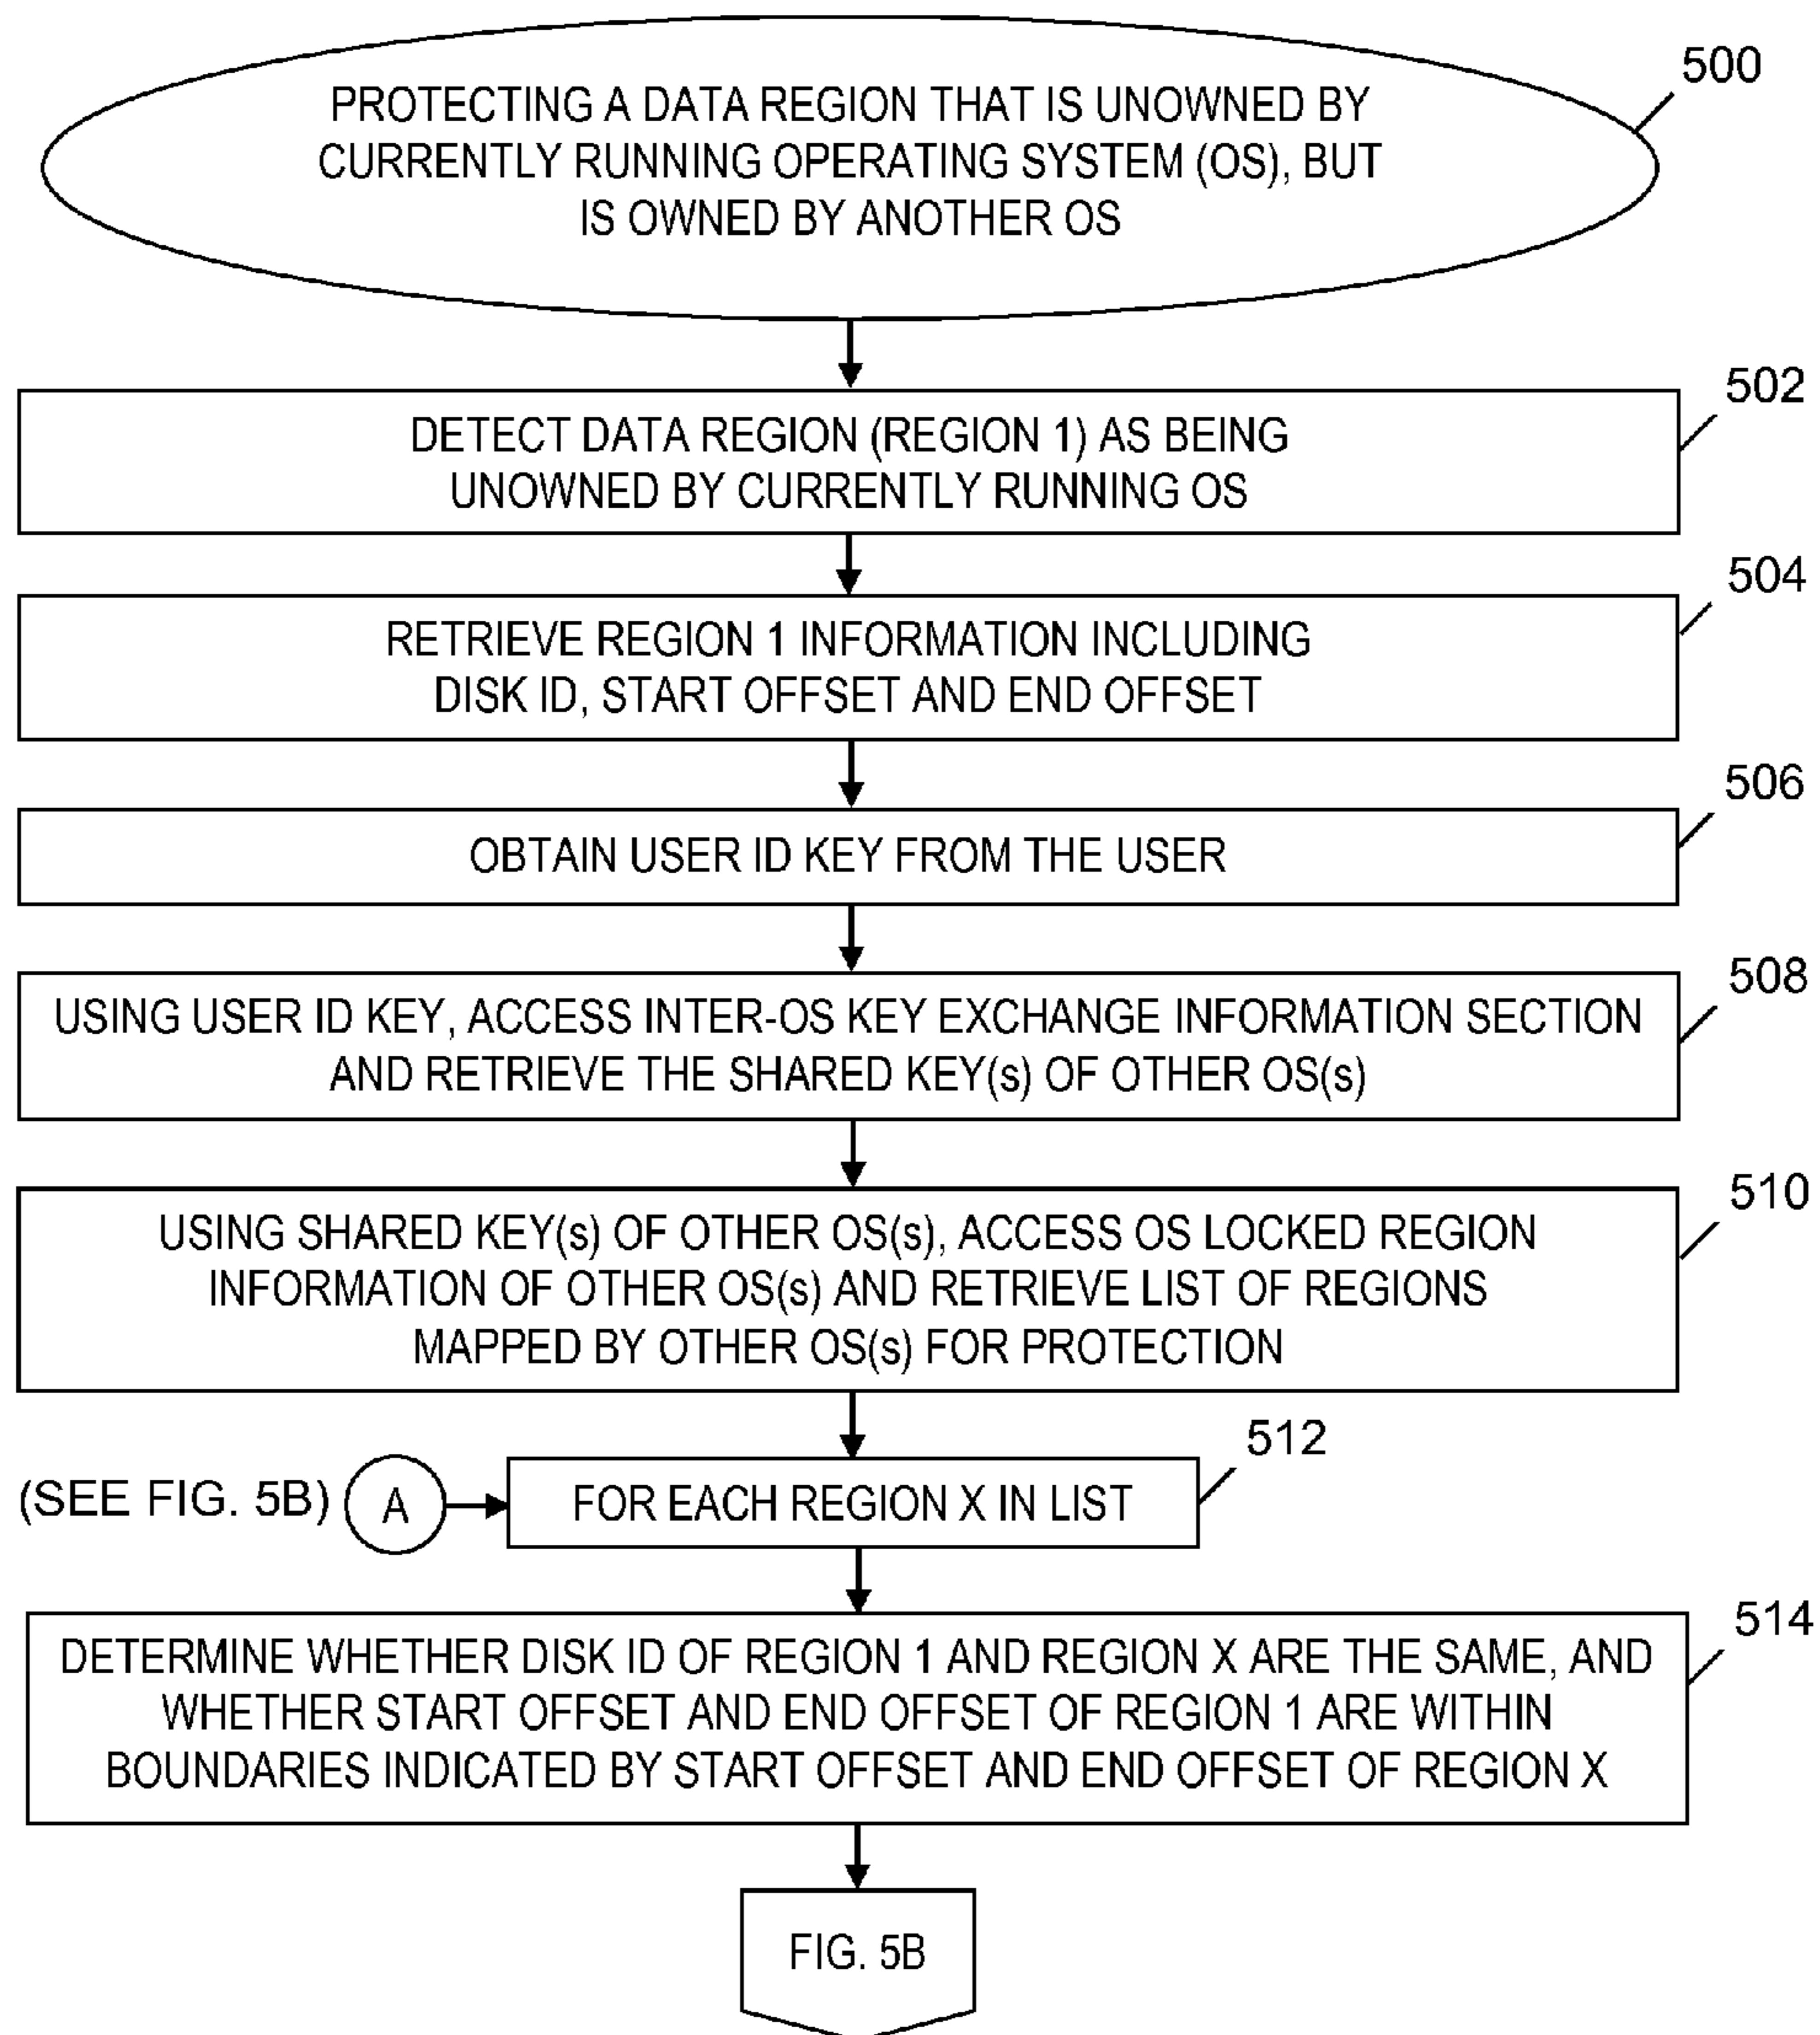 500
PROTECTING A DATA REGION THAT IS UNOWNED BY
CURRENTLY RUNNING OPERATING SYSTEM (OS), BUT
IS OWNED BY ANOTHER OS
502
DETECT DATA REGION (REGION 1) AS BEING
UNOWNED BY CURRENTLY RUNNING OS
504
RETRIEVE REGION 1 INFORMATION INCLUDING
DISK ID, START OFFSET AND END OFFSET
506
OBTAIN USER ID KEY FROM THE USER
508
USING USER ID KEY, ACCESS INTER-OS KEY EXCHANGE INFORMATION SECTION
AND RETRIEVE THE SHARED KEY(s) OF OTHER OS(s)
510
USING SHARED KEY(s) OF OTHER OS(s), ACCESS OS LOCKED REGION
INFORMATION OF OTHER OS(s) AND RETRIEVE LIST OF REGIONS
MAPPED BY OTHER OS(s) FOR PROTECTION
512
(SEE FIG. 5B) A FOR EACH REGION X IN LIST
514
DETERMINE WHETHER DISK ID OF REGION 1 AND REGION X ARE THE SAME, AND
WHETHER START OFFSET AND END OFFSET OF REGION 1 ARE WITHIN
BOUNDARIES INDICATED BY START OFFSET AND END OFFSET OF REGION X
FIG. 5B